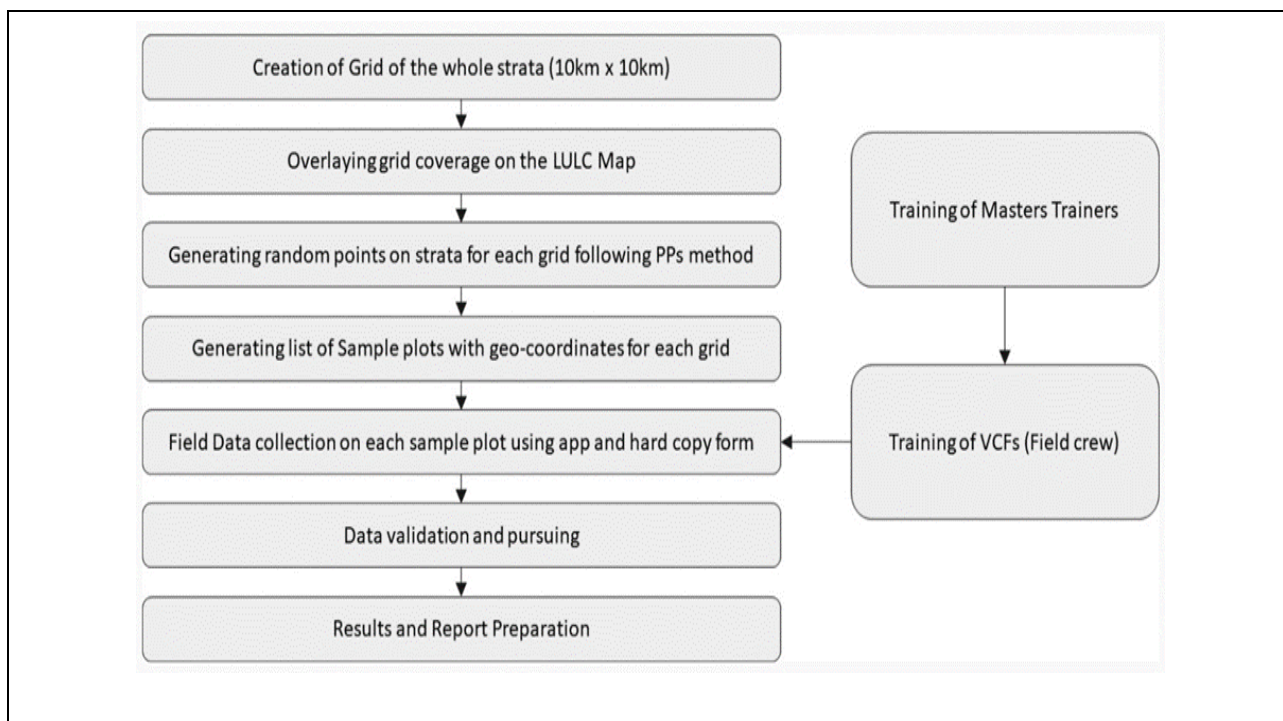 Creation of Grid of the whole strata (10km x 10km)
Overlaying grid coverage on the LULC Map
Generating random points on strata for each grid following PPs method
Generating list of Sample plots with geo-coordinates for each grid
Field Data collection on each sample plot using app and hard copy form
Data validation and pursuing
Results and Report Preparation
Training of Masters Trainers
Training of VCFs (Field crew)